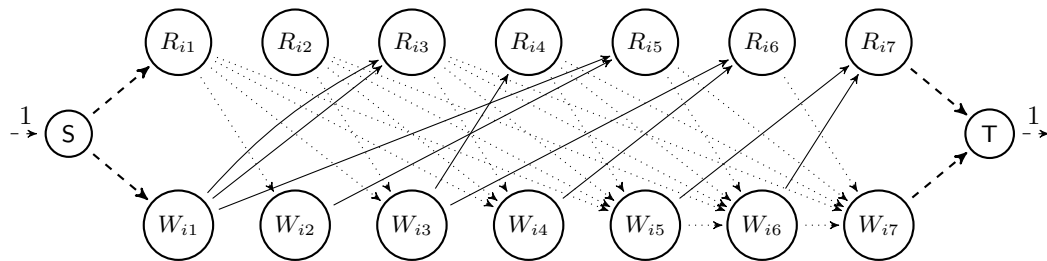 R_{i1} R_{i2} R_{i3} R_{i4} R_{i5} R_{i6} R_{i7}
1 S T 1
W_{i1} W_{i2} W_{i3} W_{i4} W_{i5} W_{i6} W_{i7}